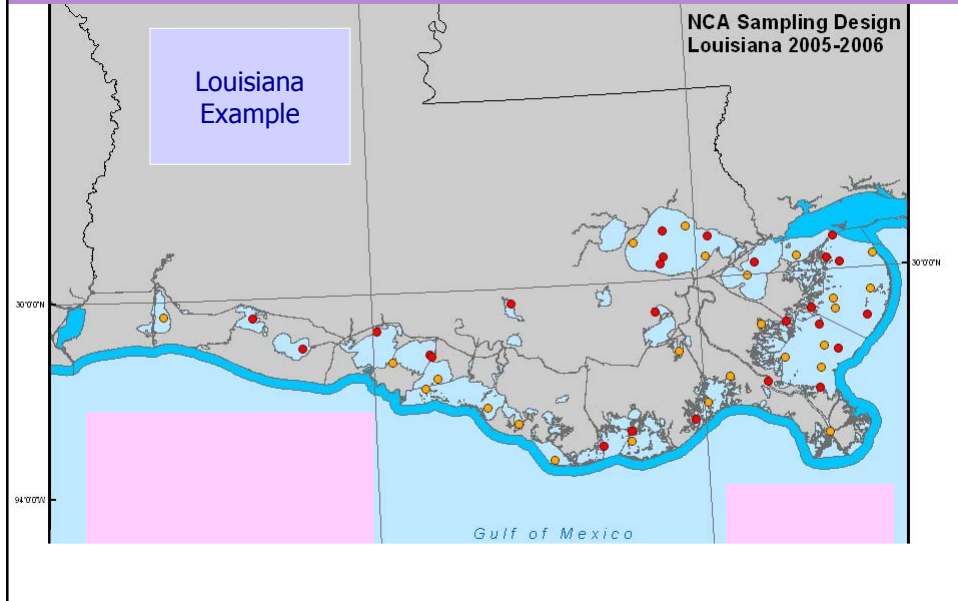 NCA Sampling Design
Louisiana 2005-2006
Louisiana
Example
30°0'0"N
30°0'0"N
94°0'0"W
Gulf of Mexico